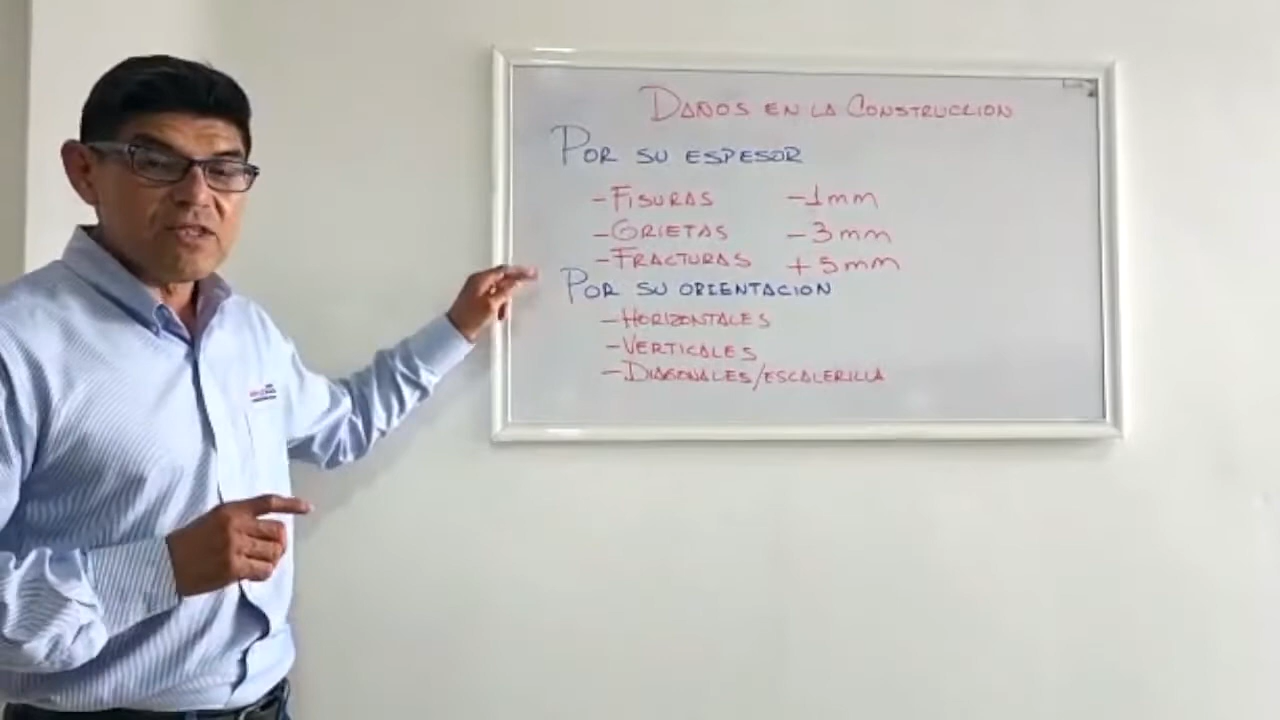 DAÑOS EN LA CONSTRUCCION
POR SU ESPESOR
- FISURAS - 1mm
- GRIETAS - 3mm
- FRACTURAS + 5mm
POR SU ORIENTACION
- HORIZONTALES
- VERTICALES
- DIAGONALES/ESCALERILLA